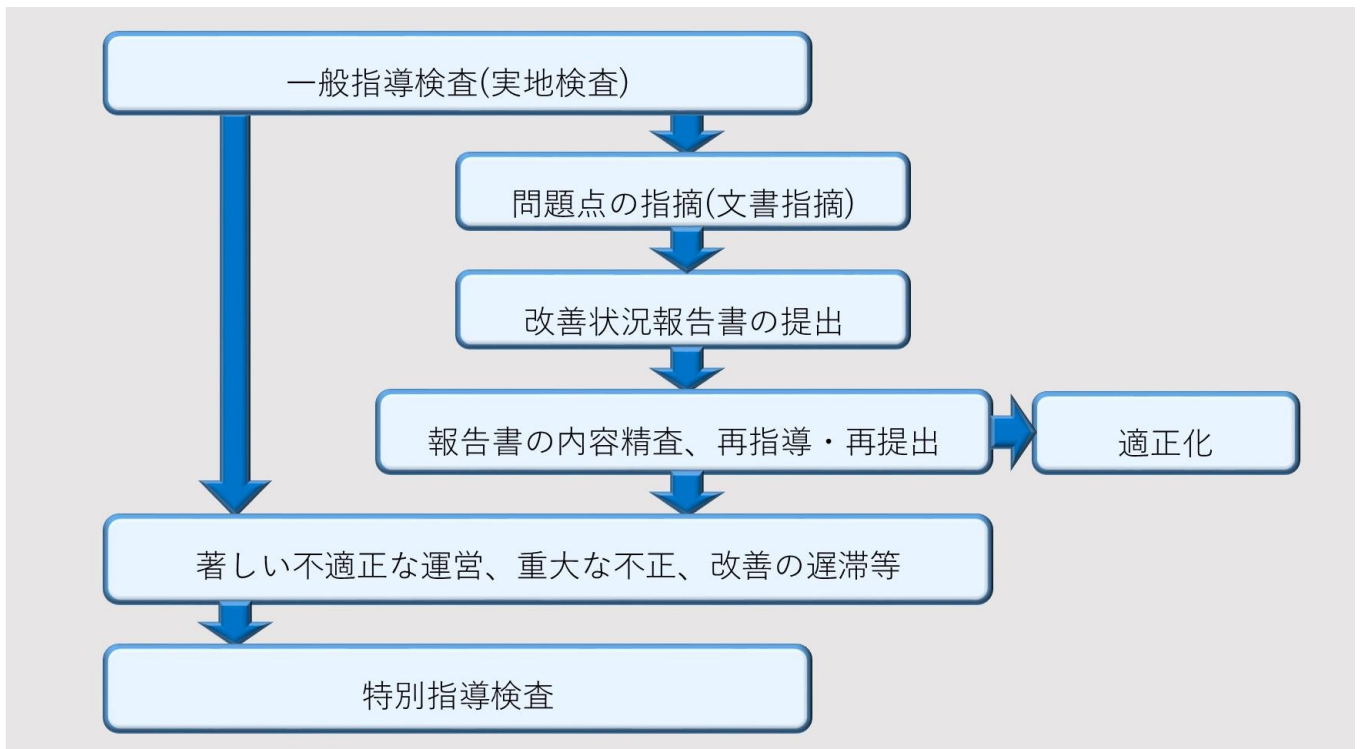 一般指導検査(実地検査)
問題点の指摘(文書指摘)
改善状況報告書の提出
報告書の内容精査、再指導・再提出
適正化
著しい不適正な運営、重大な不正、改善の遅滞等
特別指導検査